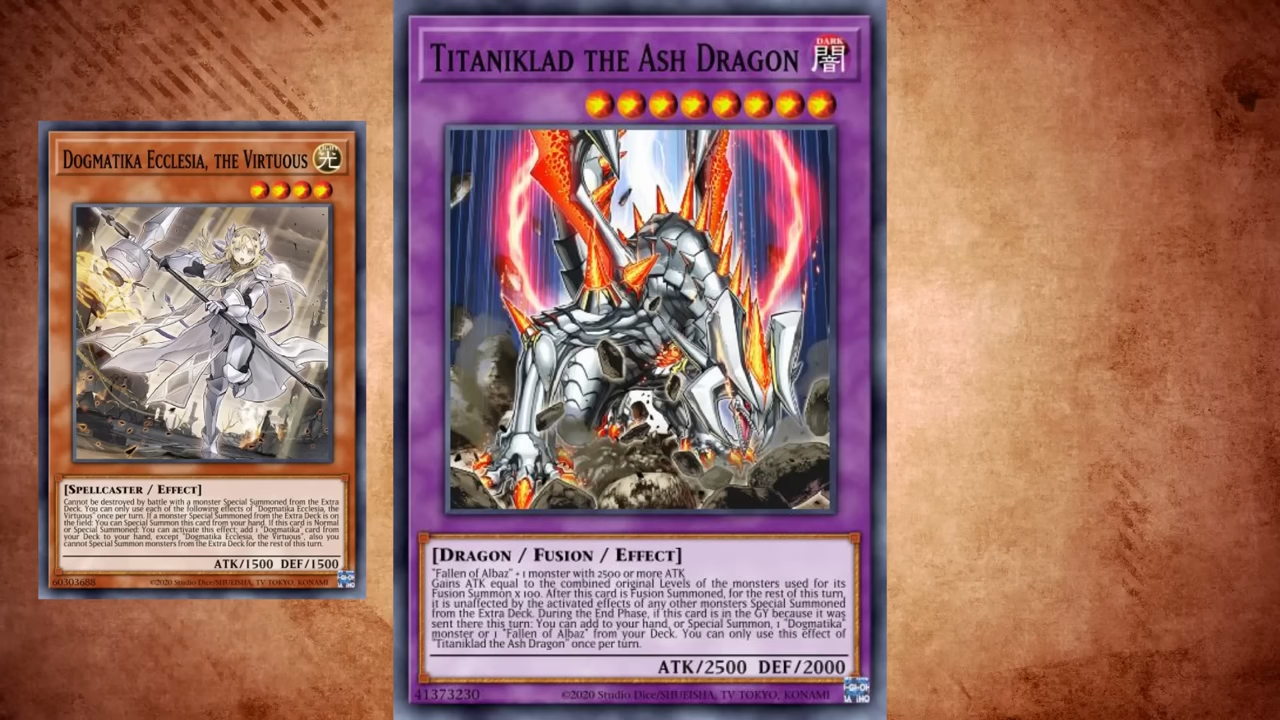 DOGMATIKA ECCLESIA, THE VIRTUOUS
光
[SPELLCASTER / EFFECT]
Cannot be destroyed by battle with a monster Special Summoned from the Extra
Deck. You can only use each of the following effects of "Dogmatika Ecclesia, the
Virtuous" once per turn. If a monster Special Summoned from the Extra Deck is on
the field: You can Special Summon this card from your hand. If this card is Normal
or Special Summoned: You can activate this effect; add 1 "Dogmatika" card from
your Deck to your hand, except "Dogmatika Ecclesia, the Virtuous", also you
cannot Special Summon monsters from the Extra Deck for the rest of this turn.
ATK/1500 DEF/1500
60303688 ©2020 Studio Dice/SHUEISHA, TV TOKYO, KONAMI
TITANIKLAD THE ASH DRAGON
DARK
闇
[DRAGON / FUSION / EFFECT]
"Fallen of Albaz" + 1 monster with 2500 or more ATK
Gains ATK equal to the combined original Levels of the monsters used for its
Fusion Summon x 100. After this card is Fusion Summoned, for the rest of this turn,
it is unaffected by the activated effects of any other monsters Special Summoned
from the Extra Deck. During the End Phase, if this card is in the GY because it was
sent there this turn: You can add to your hand, or Special Summon, 1 "Dogmatika"
monster or 1 "Fallen of Albaz" from your Deck. You can only use this effect of
"Titaniklad the Ash Dragon" once per turn.
ATK/2500 DEF/2000
41373230 ©2020 Studio Dice/SHUEISHA, TV TOKYO, KONAMI